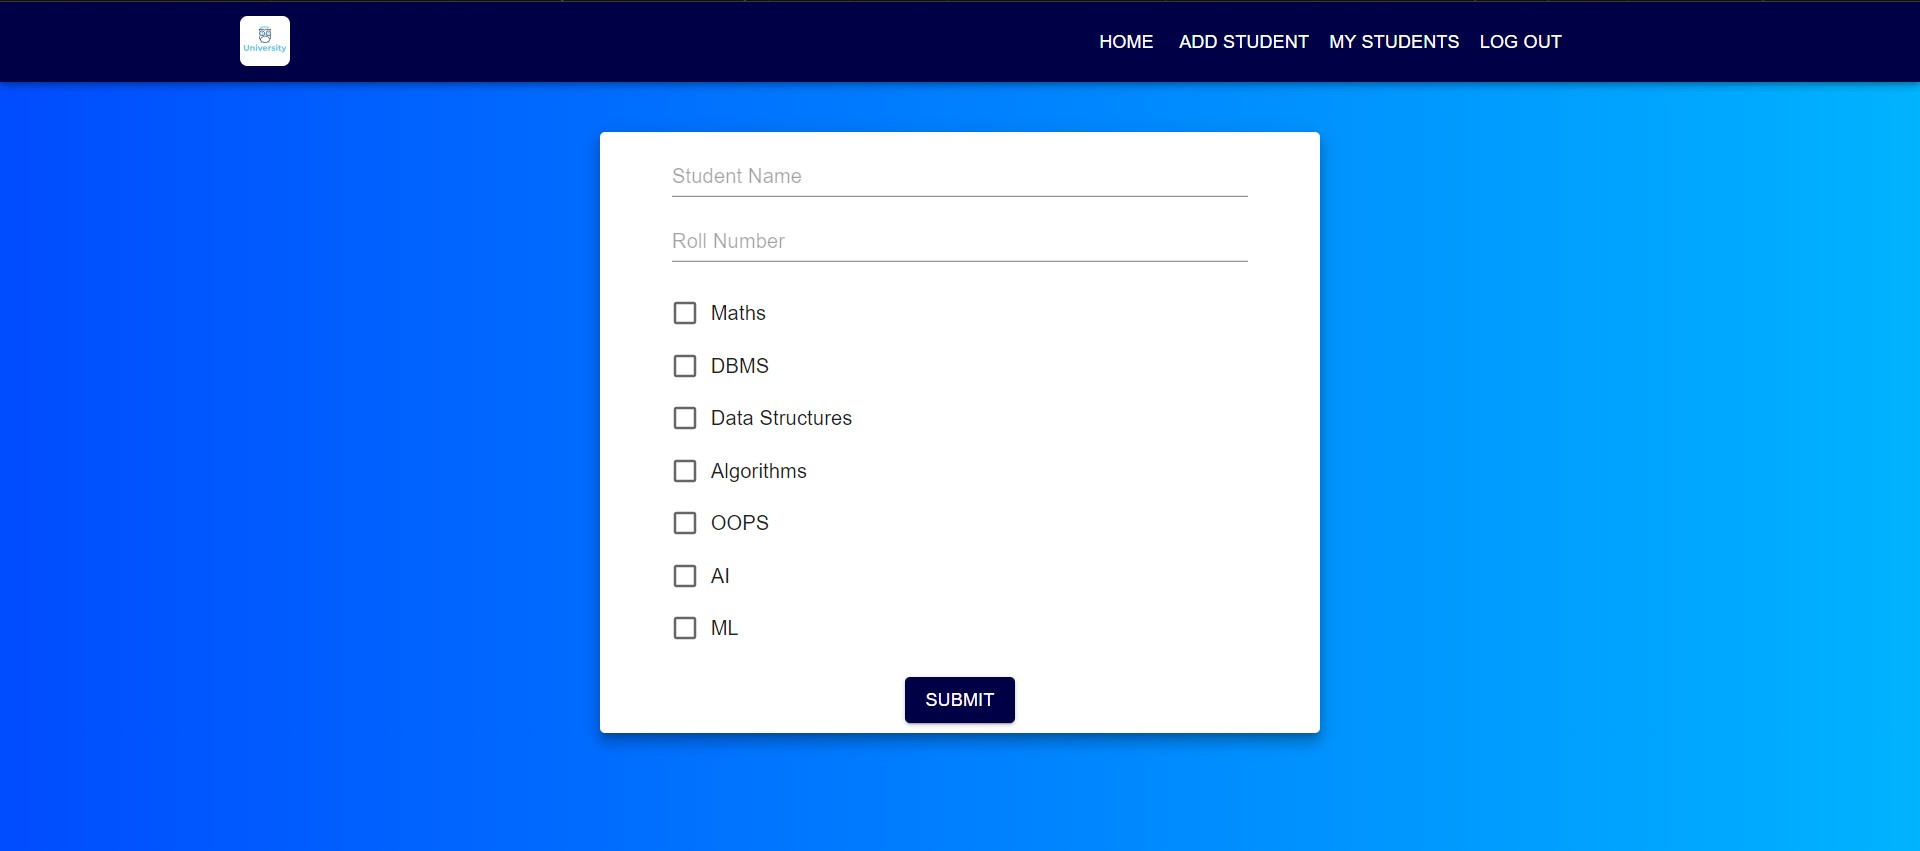 University
HOME ADD STUDENT MY STUDENTS LOG OUT
Student Name
Roll Number
Maths
DBMS
Data Structures
Algorithms
OOPS
AI
ML
SUBMIT